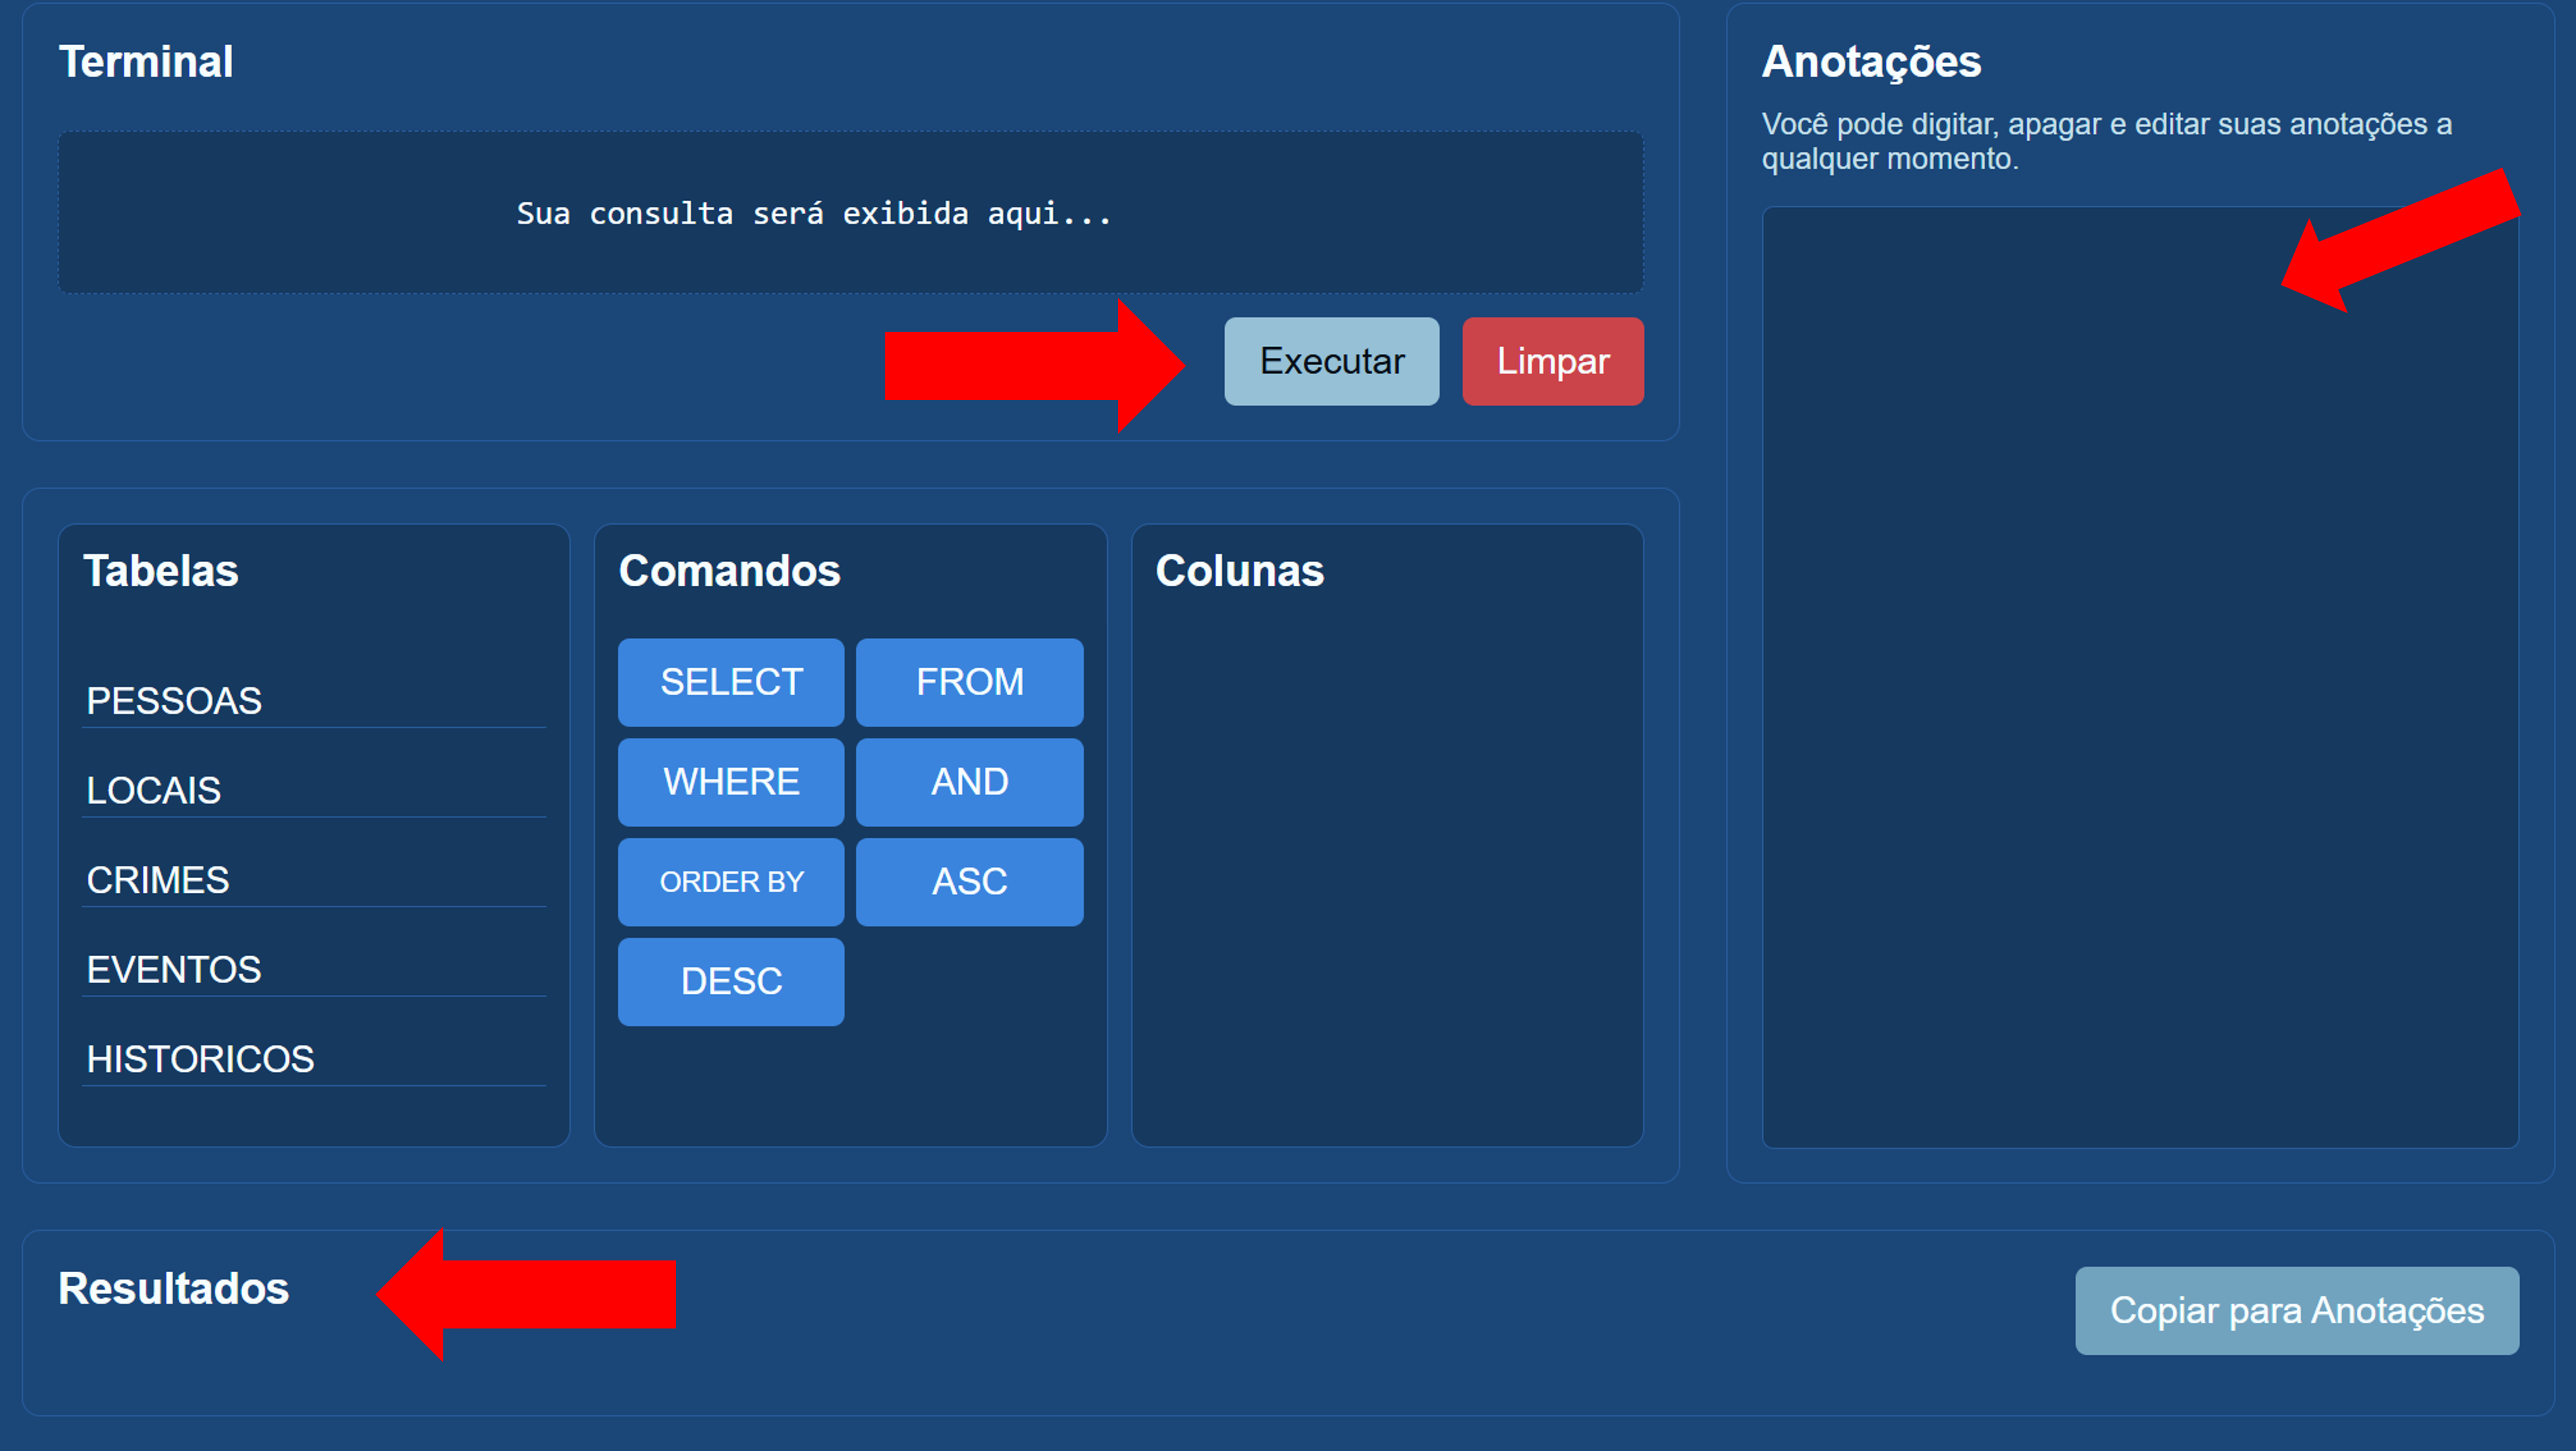 Terminal
Sua consulta será exibida aqui...
Executar
Limpar
Anotações
Você pode digitar, apagar e editar suas anotações a
qualquer momento.
Tabelas
PESSOAS
LOCAIS
CRIMES
EVENTOS
HISTORICOS
Comandos
SELECT
FROM
WHERE
AND
ORDER BY
ASC
DESC
Colunas
Resultados
Copiar para Anotações